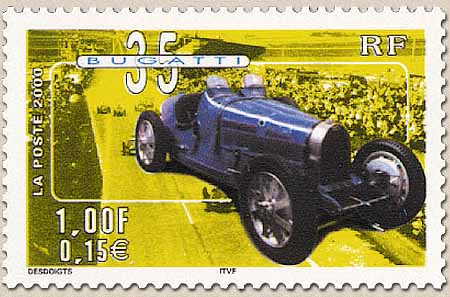 35
BUGATTI
RF
LA POSTE 2000
1,00F
0,15€
DESDOIGTS
ITVF